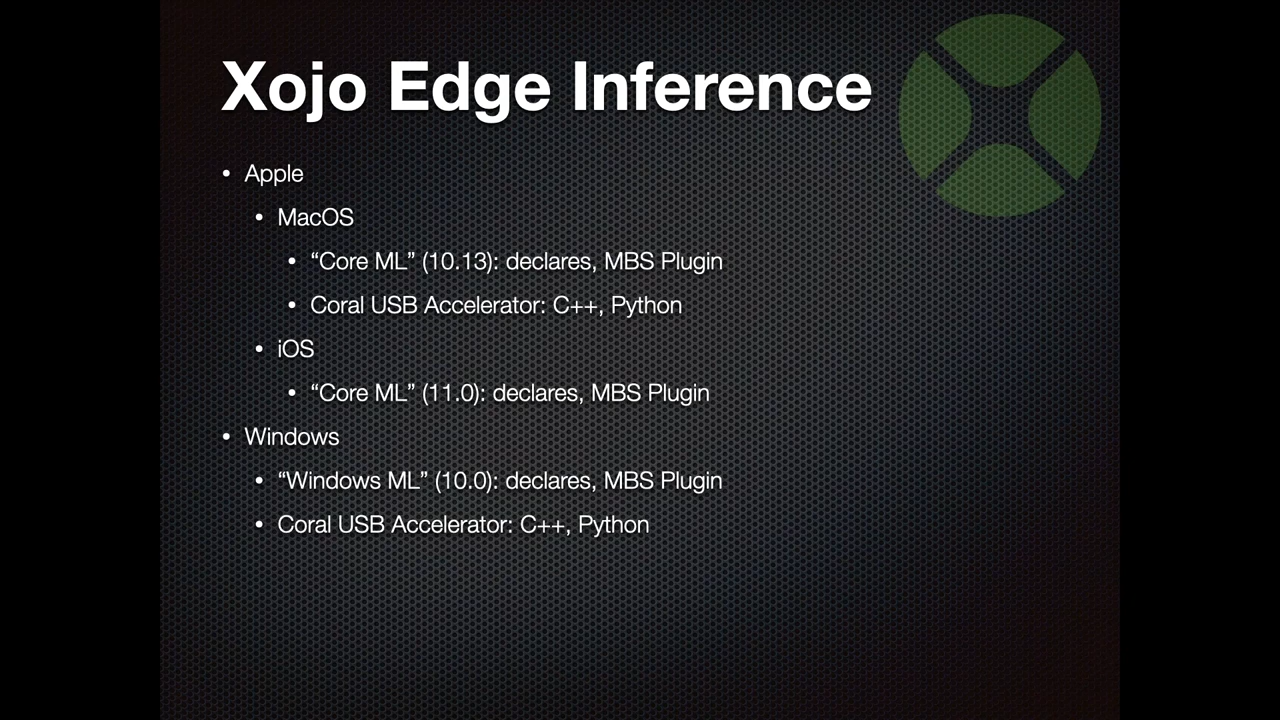 Xojo Edge Inference
• Apple
• MacOS
• “Core ML” (10.13): declares, MBS Plugin
• Coral USB Accelerator: C++, Python
• iOS
• “Core ML” (11.0): declares, MBS Plugin
• Windows
• “Windows ML” (10.0): declares, MBS Plugin
• Coral USB Accelerator: C++, Python